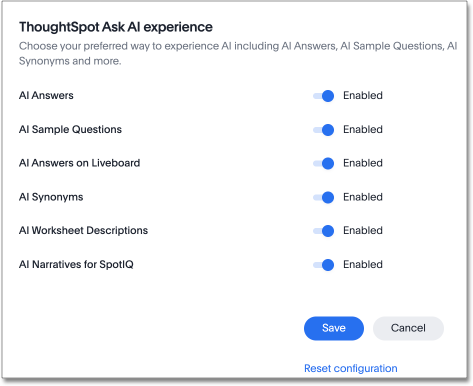 ThoughtSpot Ask AI experience
Choose your preferred way to experience AI including AI Answers, AI Sample Questions, AI
Synonyms and more.
AI Answers Enabled
AI Sample Questions Enabled
AI Answers on Liveboard Enabled
AI Synonyms Enabled
AI Worksheet Descriptions Enabled
AI Narratives for SpotIQ Enabled
Save Cancel
Reset configuration